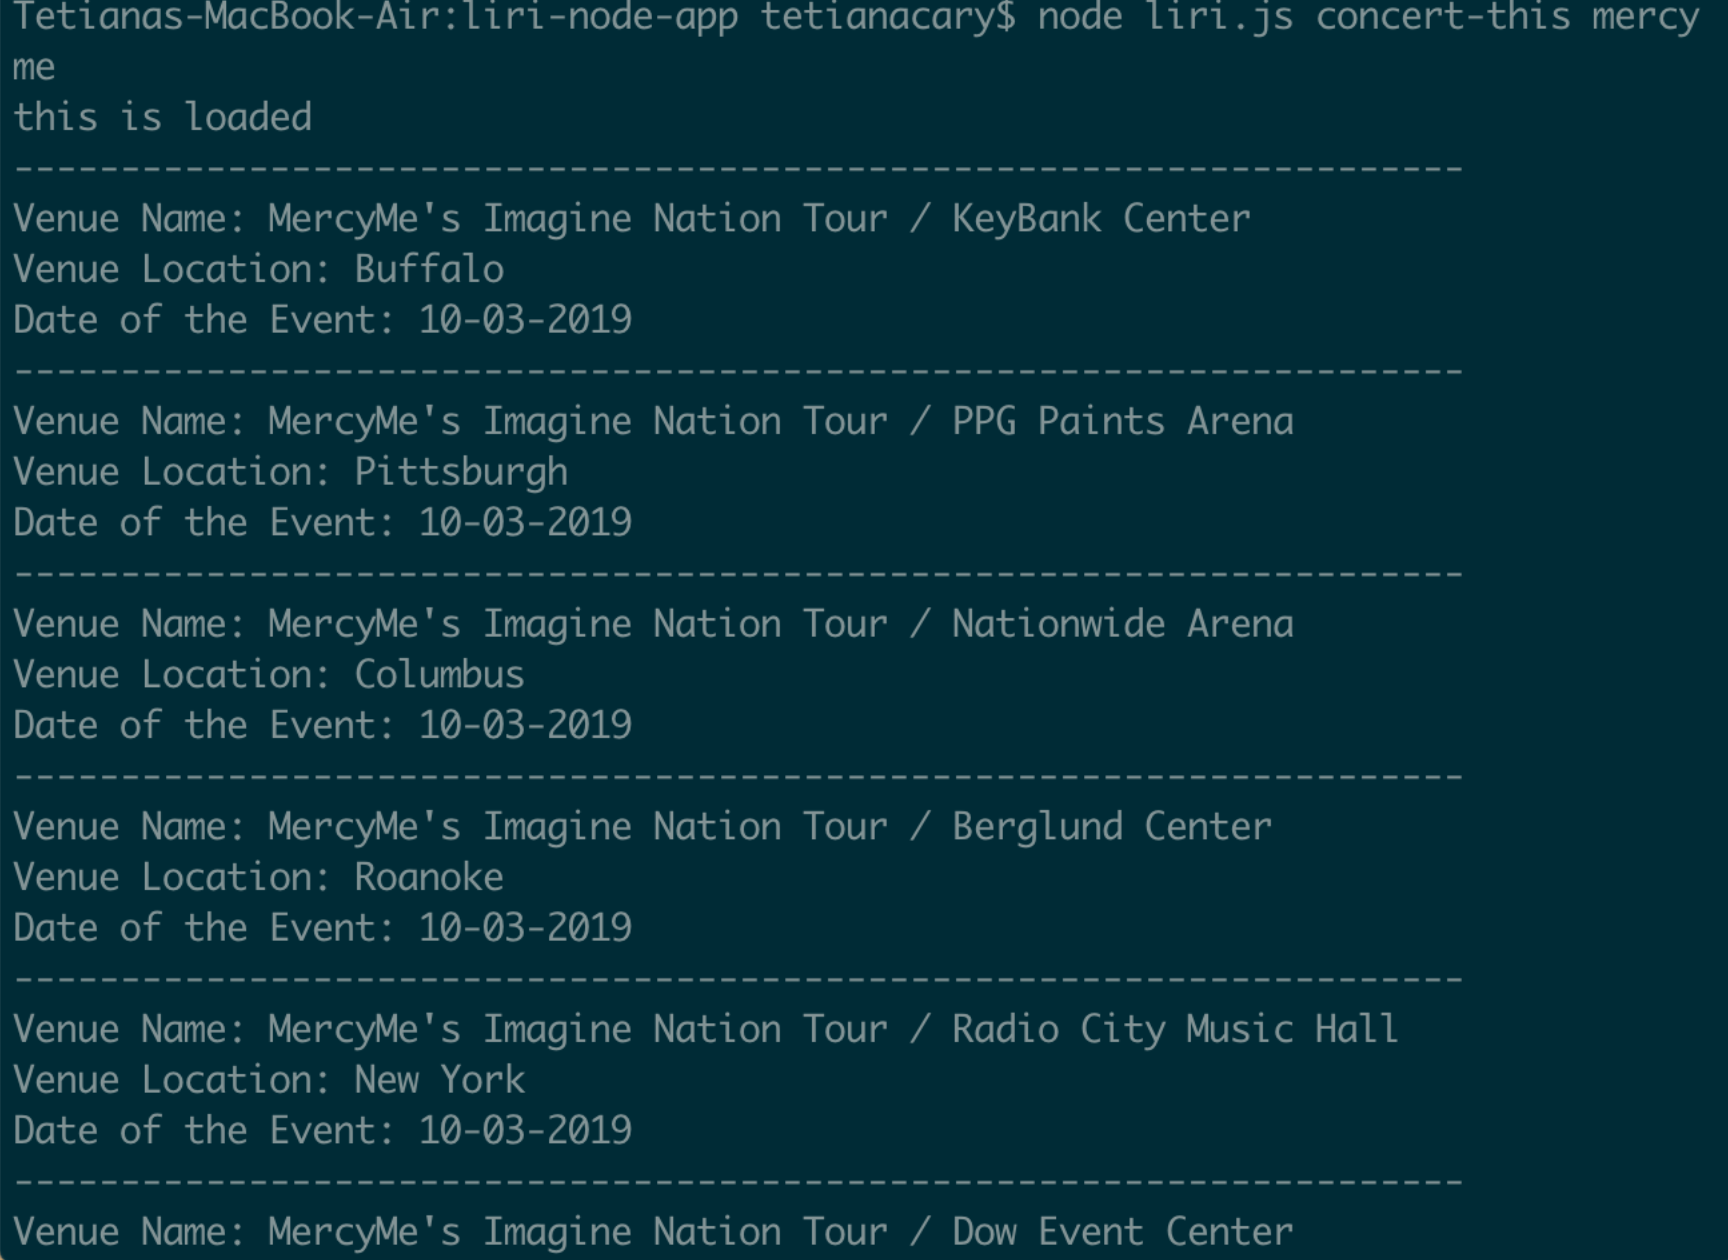 Tetianas-MacBook-Air:liri-node-app tetianacary$ node liri.js concert-this mercy
me
this is loaded
--------------------------------------------------------------------
Venue Name: MercyMe's Imagine Nation Tour / KeyBank Center
Venue Location: Buffalo
Date of the Event: 10-03-2019
--------------------------------------------------------------------
Venue Name: MercyMe's Imagine Nation Tour / PPG Paints Arena
Venue Location: Pittsburgh
Date of the Event: 10-03-2019
--------------------------------------------------------------------
Venue Name: MercyMe's Imagine Nation Tour / Nationwide Arena
Venue Location: Columbus
Date of the Event: 10-03-2019
--------------------------------------------------------------------
Venue Name: MercyMe's Imagine Nation Tour / Berglund Center
Venue Location: Roanoke
Date of the Event: 10-03-2019
--------------------------------------------------------------------
Venue Name: MercyMe's Imagine Nation Tour / Radio City Music Hall
Venue Location: New York
Date of the Event: 10-03-2019
--------------------------------------------------------------------
Venue Name: MercyMe's Imagine Nation Tour / Dow Event Center